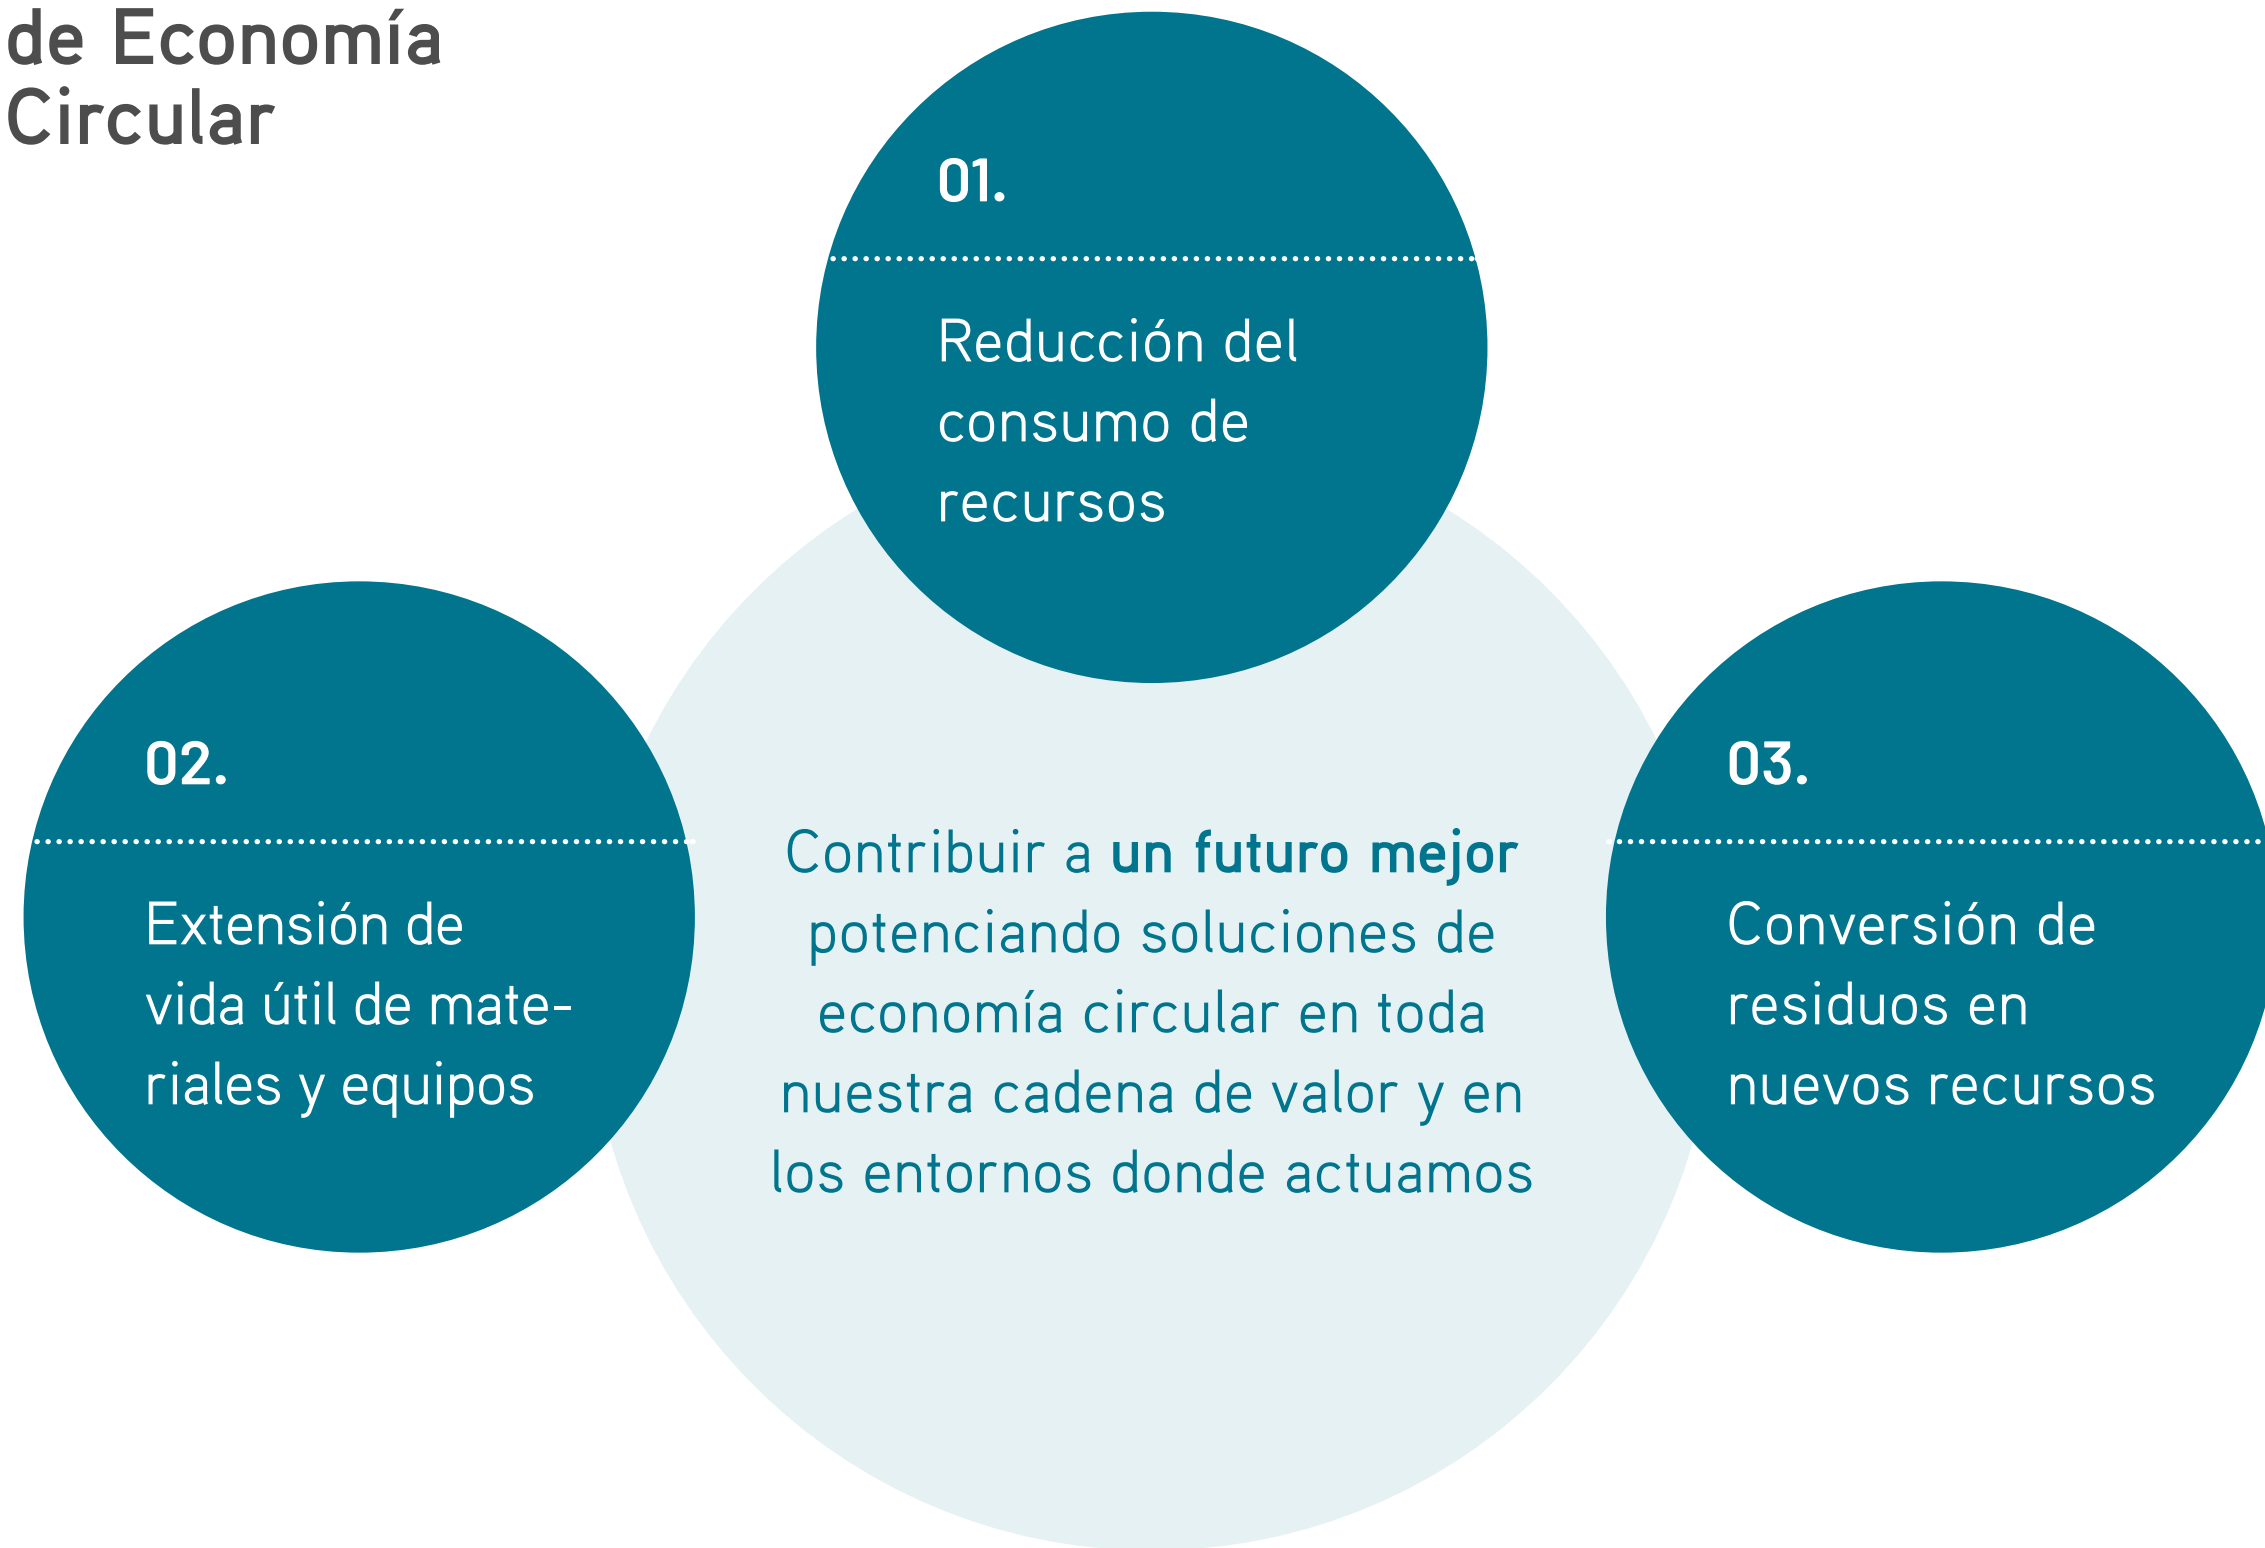 de Economía
Circular
01.
Reducción del
consumo de
recursos
02.
Extensión de
vida útil de mate-
riales y equipos
Contribuir a un futuro mejor
potenciando soluciones de
economía circular en toda
nuestra cadena de valor y en
los entornos donde actuamos
03.
Conversión de
residuos en
nuevos recursos